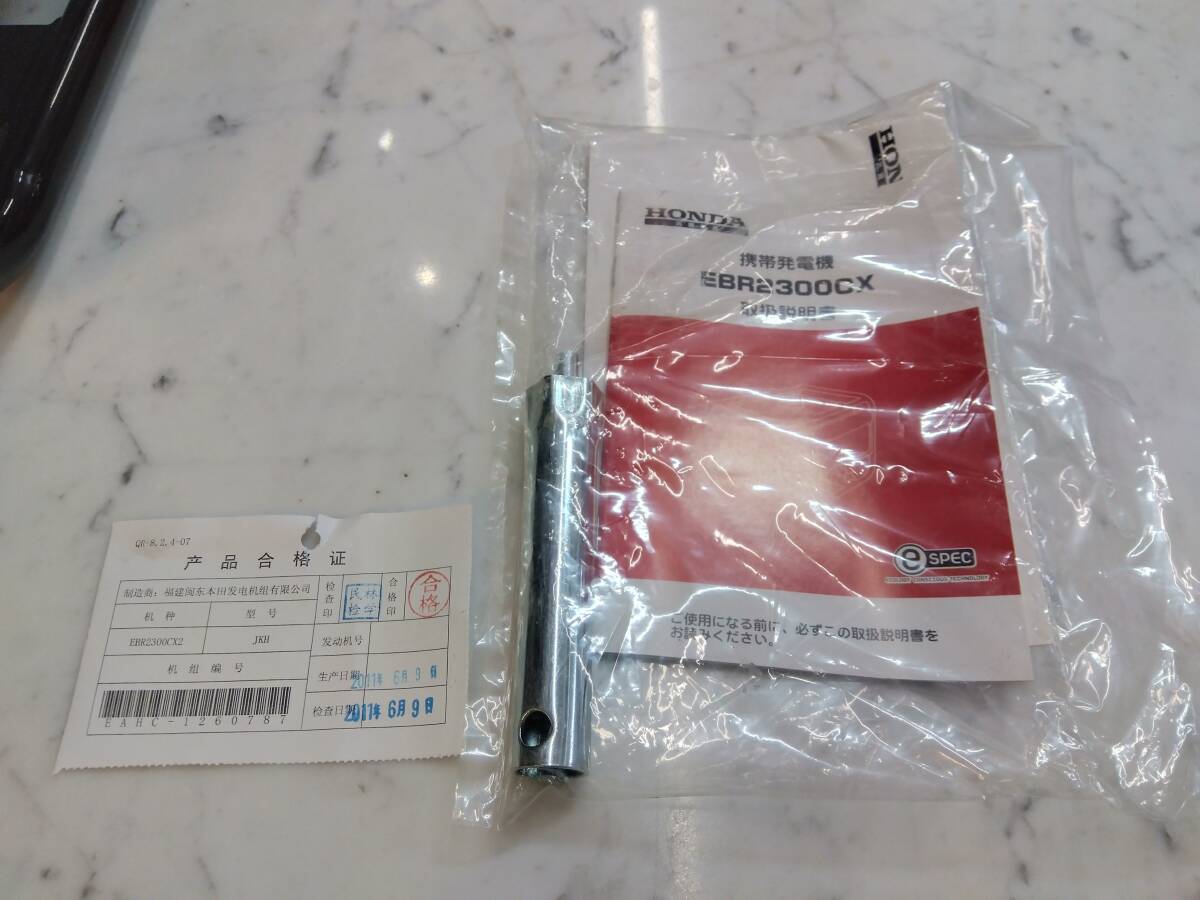 QR-8.2.4-07
产品合格证
制造商：福建闽东本田发电机组有限公司
检查印
民林检学
合格印
合格
机种
型号
EBR2300CX2
JKH
发动机号
机组编号
生产日期
2011年 6月 9日
EAHC-1260787
检查日期
2011年 6月 9日
HON
HONDA
携帯発電機
EBR2300CX
取扱説明書
e SPEC
ECOLOGY CONSCIOUS TECHNOLOGY
ご使用になる前に、必ずこの取扱説明書を
お読みください。